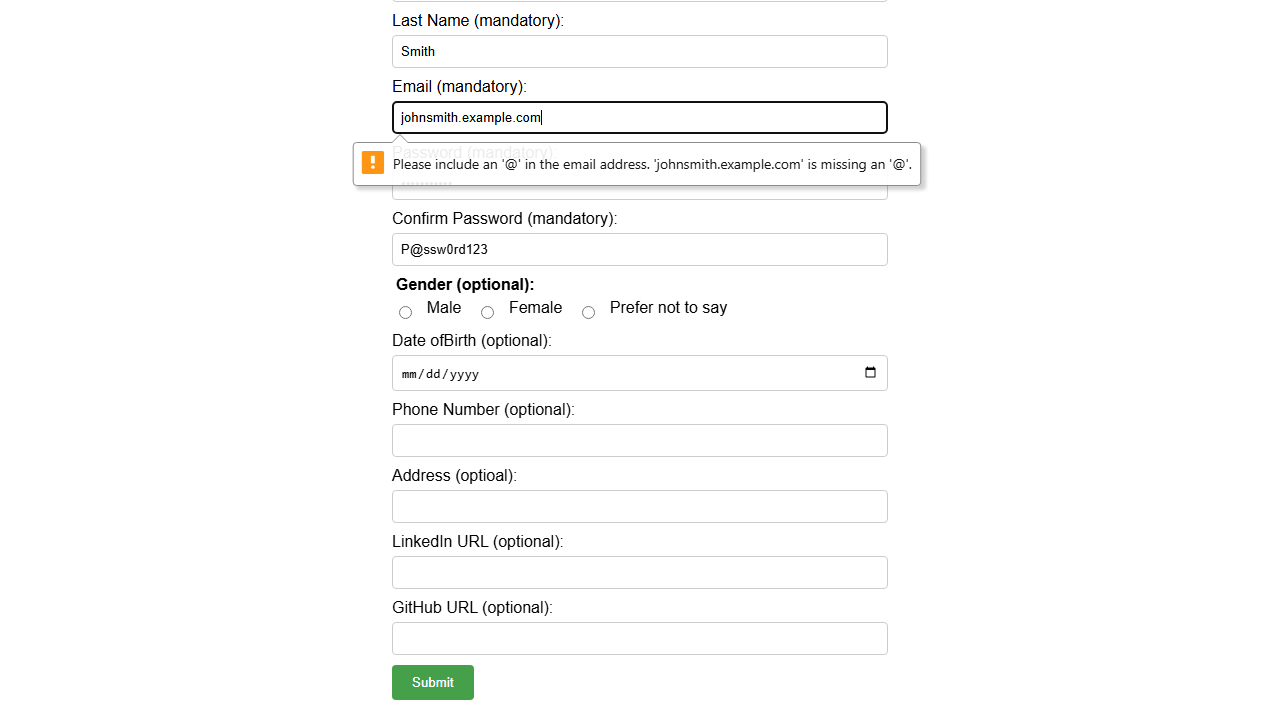 Last Name (mandatory):
Smith
Email (mandatory):
johnsmith.example.com
Password (mandatory)
Please include an '@' in the email address. 'johnsmith.example.com' is missing an '@'.
Confirm Password (mandatory):
P@ssw0rd123
Gender (optional):
Male Female Prefer not to say
Date ofBirth (optional):
mm/dd/yyyy
Phone Number (optional):
Address (optioal):
LinkedIn URL (optional):
GitHub URL (optional):
Submit